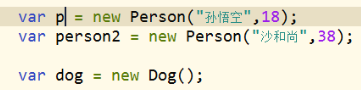 var p = new Person("孙悟空",18);
var person2 = new Person("沙和尚",38);
var dog = new Dog();